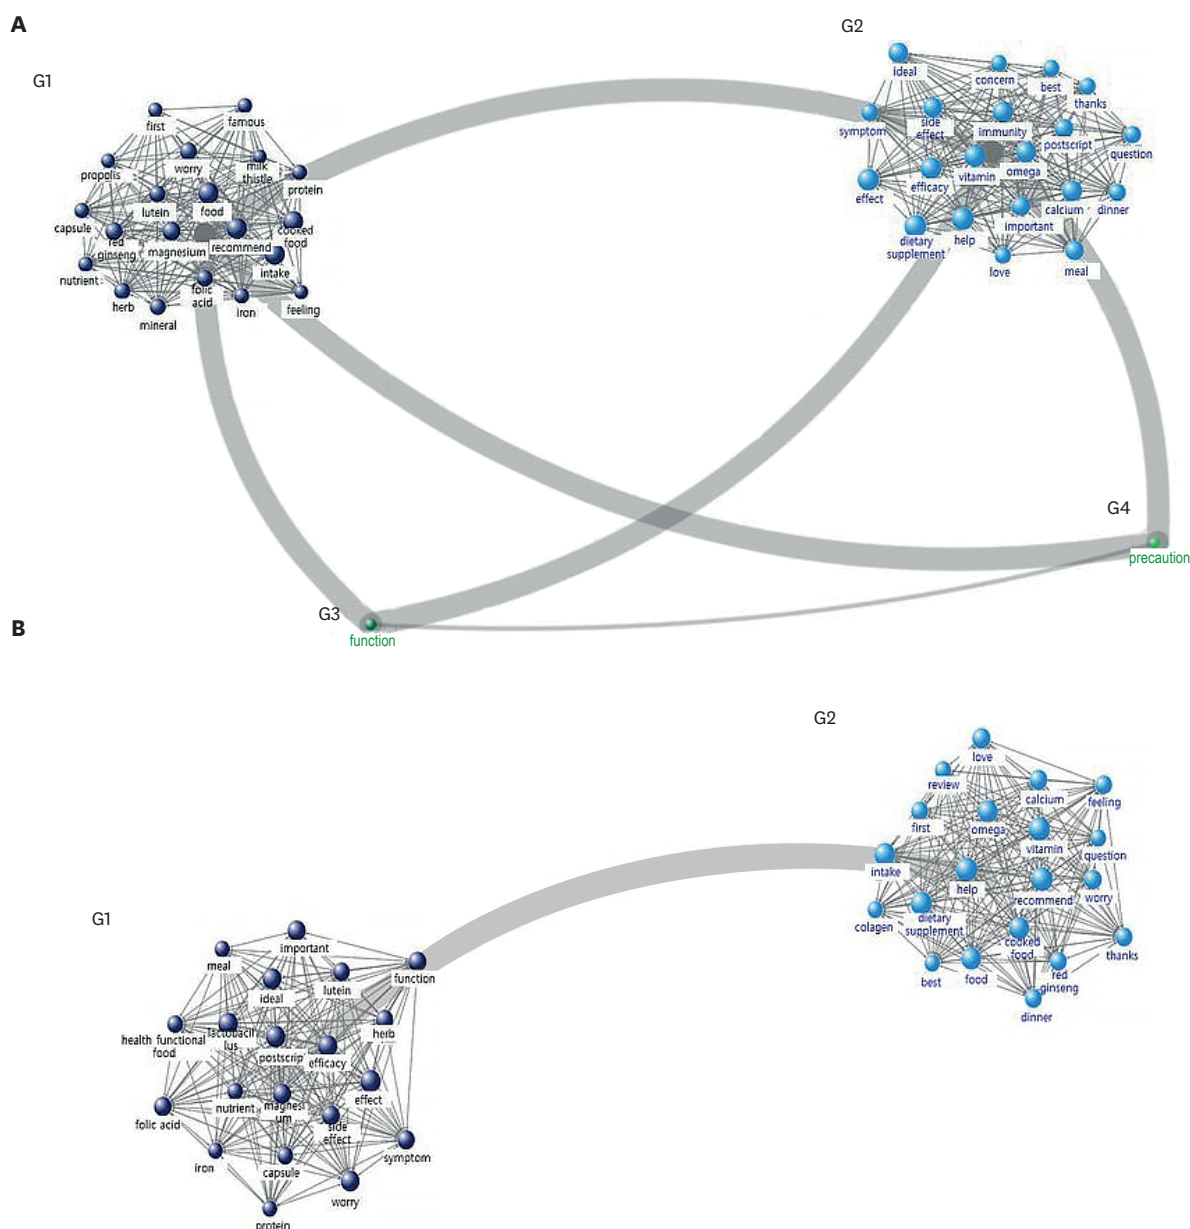 A
G2
G1
ideal
concern
best
thanks
first
famous
symptom
side
effect
immunity
postscript
question
propolis
worry
milk
thistle
protein
effect
efficacy
vitamin
omega
capsule
lutein
food
cooked
food
dietary
supplement
help
important
calcium
dinner
red
ginseng
magnesium
recommend
love
meal
nutrient
intake
herb
folic
acid
iron
feeling
mineral
G4
precaution
G3
function
B
G2
love
review
calcium
feeling
first
omega
vitamin
question
intake
help
recommend
worry
colagen
dietary
supplement
cooked
food
thanks
best
food
red
ginseng
dinner
G1
important
meal
function
ideal
lutein
health functional
food
lactobacil
lus
postscrip
efficacy
herb
nutrient
magnesi
um
effect
folic acid
side
effect
iron
capsule
symptom
worry
protein